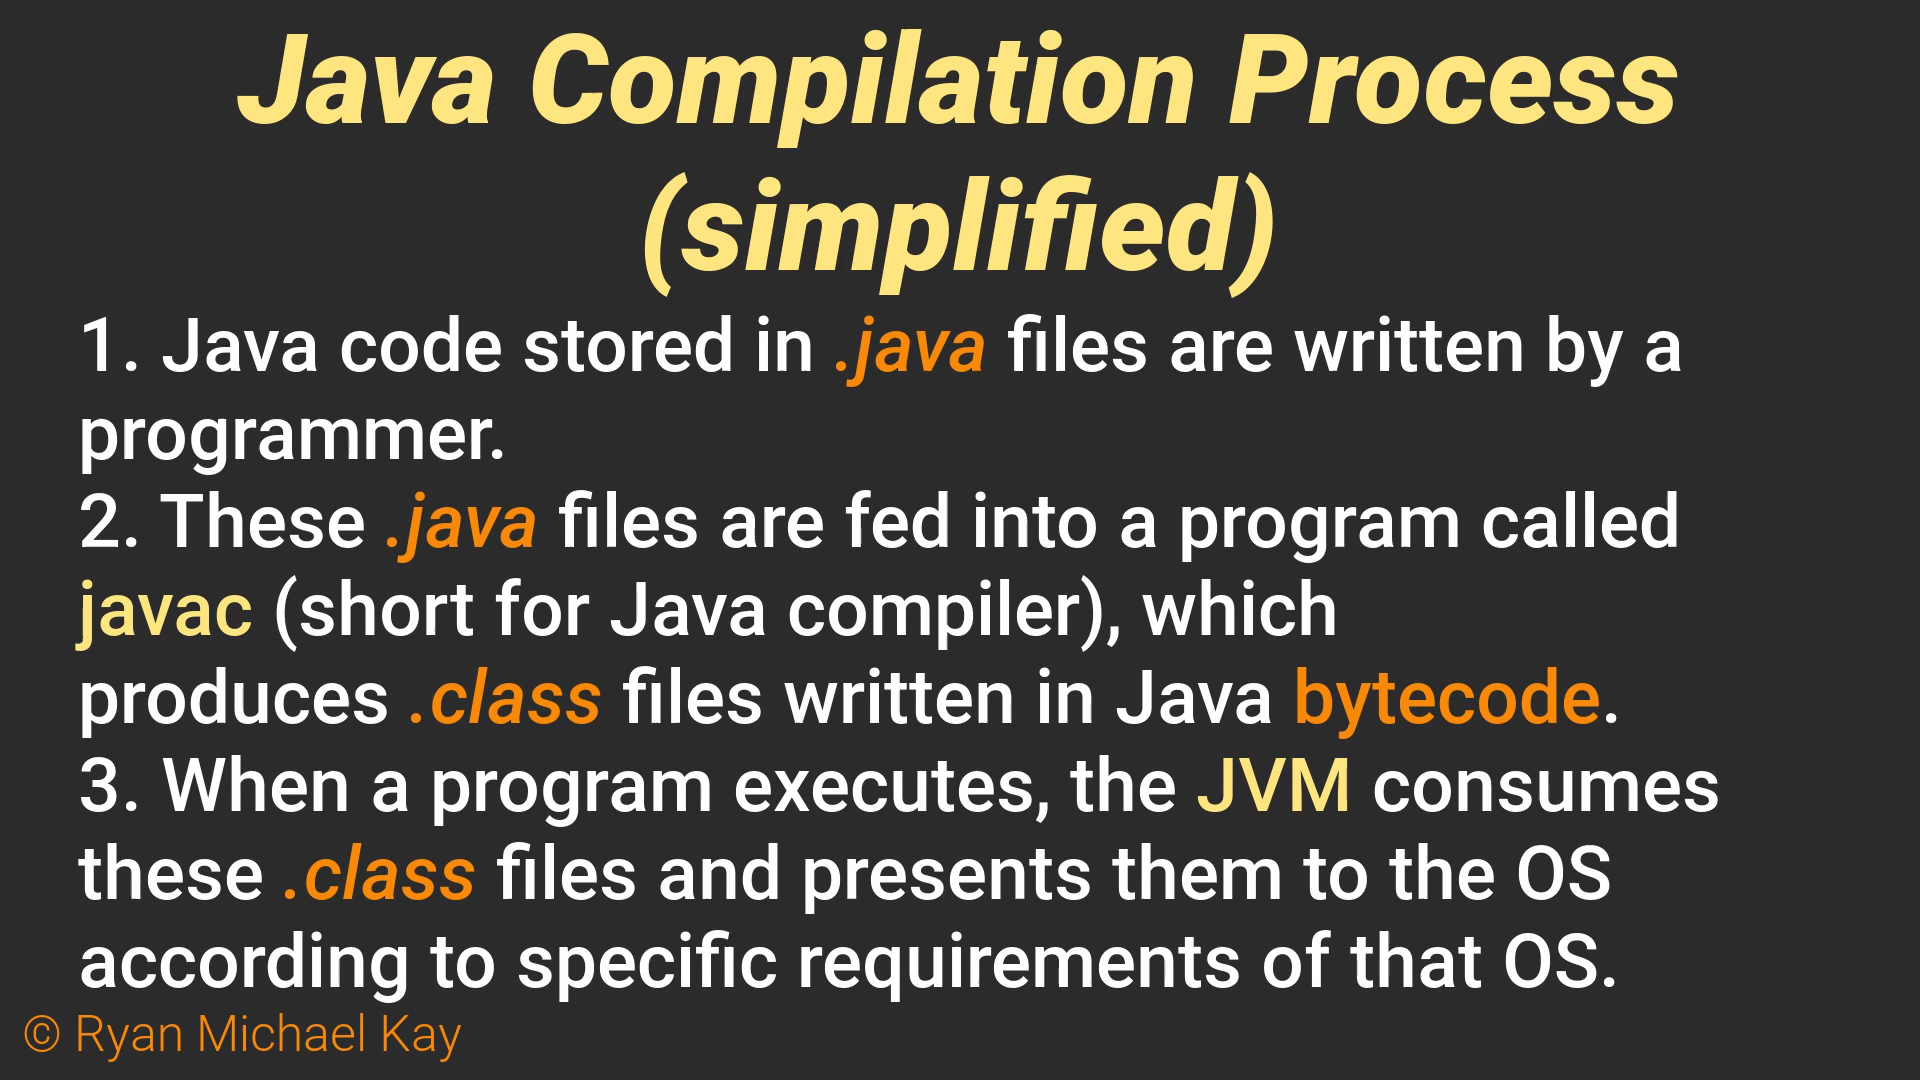 Java Compilation Process
(simplified)
1. Java code stored in .java files are written by a
programmer.
2. These .java files are fed into a program called
javac (short for Java compiler), which
produces .class files written in Java bytecode.
3. When a program executes, the JVM consumes
these .class files and presents them to the OS
according to specific requirements of that OS.
© Ryan Michael Kay